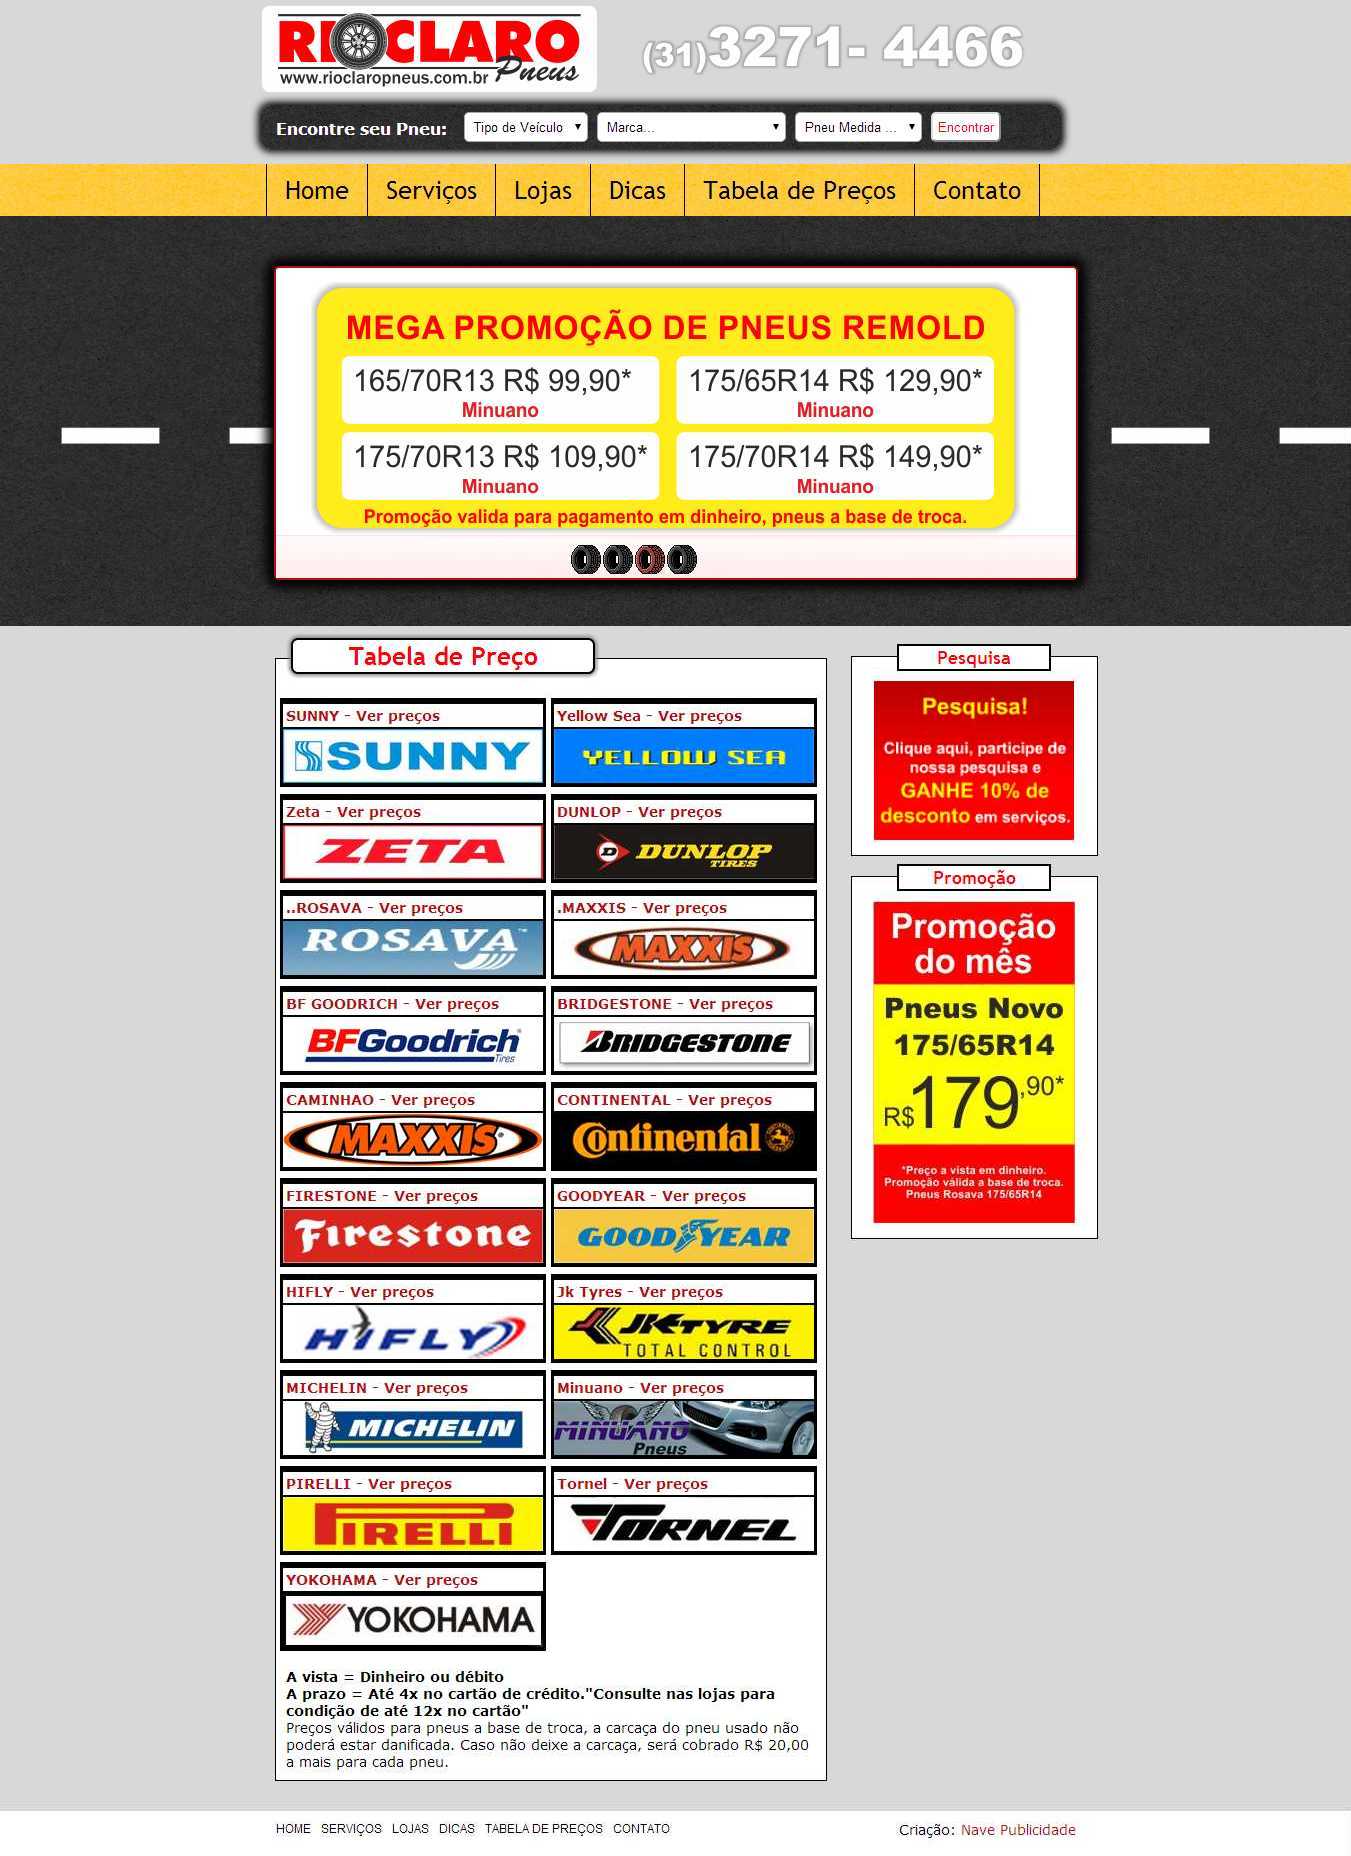 RIOCLARO
www.rioclaropneus.com.br Pneus
(31)3271- 4466
Encontre seu Pneu: Tipo de Veículo Marca... Pneu Medida ... Encontrar
Home Serviços Lojas Dicas Tabela de Preços Contato
MEGA PROMOÇÃO DE PNEUS REMOLD
165/70R13 R$ 99,90* 175/65R14 R$ 129,90*
Minuano Minuano
175/70R13 R$ 109,90* 175/70R14 R$ 149,90*
Minuano Minuano
Promoção valida para pagamento em dinheiro, pneus a base de troca.
Tabela de Preço
SUNNY - Ver preços Yellow Sea - Ver preços
SUNNY YELLOW SEA
Zeta - Ver preços DUNLOP - Ver preços
ZETA D DUNLOP
TIRES
..ROSAVA - Ver preços .MAXXIS - Ver preços
ROSAVA™ MAXXIS
BF GOODRICH - Ver preços BRIDGESTONE - Ver preços
BFGoodrich® BRIDGESTONE
Tires
CAMINHAO - Ver preços CONTINENTAL - Ver preços
MAXXIS® Continental
FIRESTONE - Ver preços GOODYEAR - Ver preços
Firestone GOODYEAR
HIFLY - Ver preços Jk Tyres - Ver preços
HIFLY JKTYRE
TOTAL CONTROL
MICHELIN - Ver preços Minuano - Ver preços
MICHELIN MINUANO
Pneus
PIRELLI - Ver preços Tornel - Ver preços
PIRELLI TORNEL
YOKOHAMA - Ver preços
YOKOHAMA
A vista = Dinheiro ou débito
A prazo = Até 4x no cartão de crédito."Consulte nas lojas para
condição de até 12x no cartão"
Preços válidos para pneus a base de troca, a carcaça do pneu usado não
poderá estar danificada. Caso não deixe a carcaça, será cobrado R$ 20,00
a mais para cada pneu.
Pesquisa
Pesquisa!
Clique aqui, participe de
nossa pesquisa e
GANHE 10% de
desconto em serviços.
Promoção
Promoção
do mês
Pneus Novo
175/65R14
R$179,90*
*Preço a vista em dinheiro.
Promoção válida a base de troca.
Pneus Rosava 175/65R14
HOME SERVIÇOS LOJAS DICAS TABELA DE PREÇOS CONTATO
Criação: Nave Publicidade